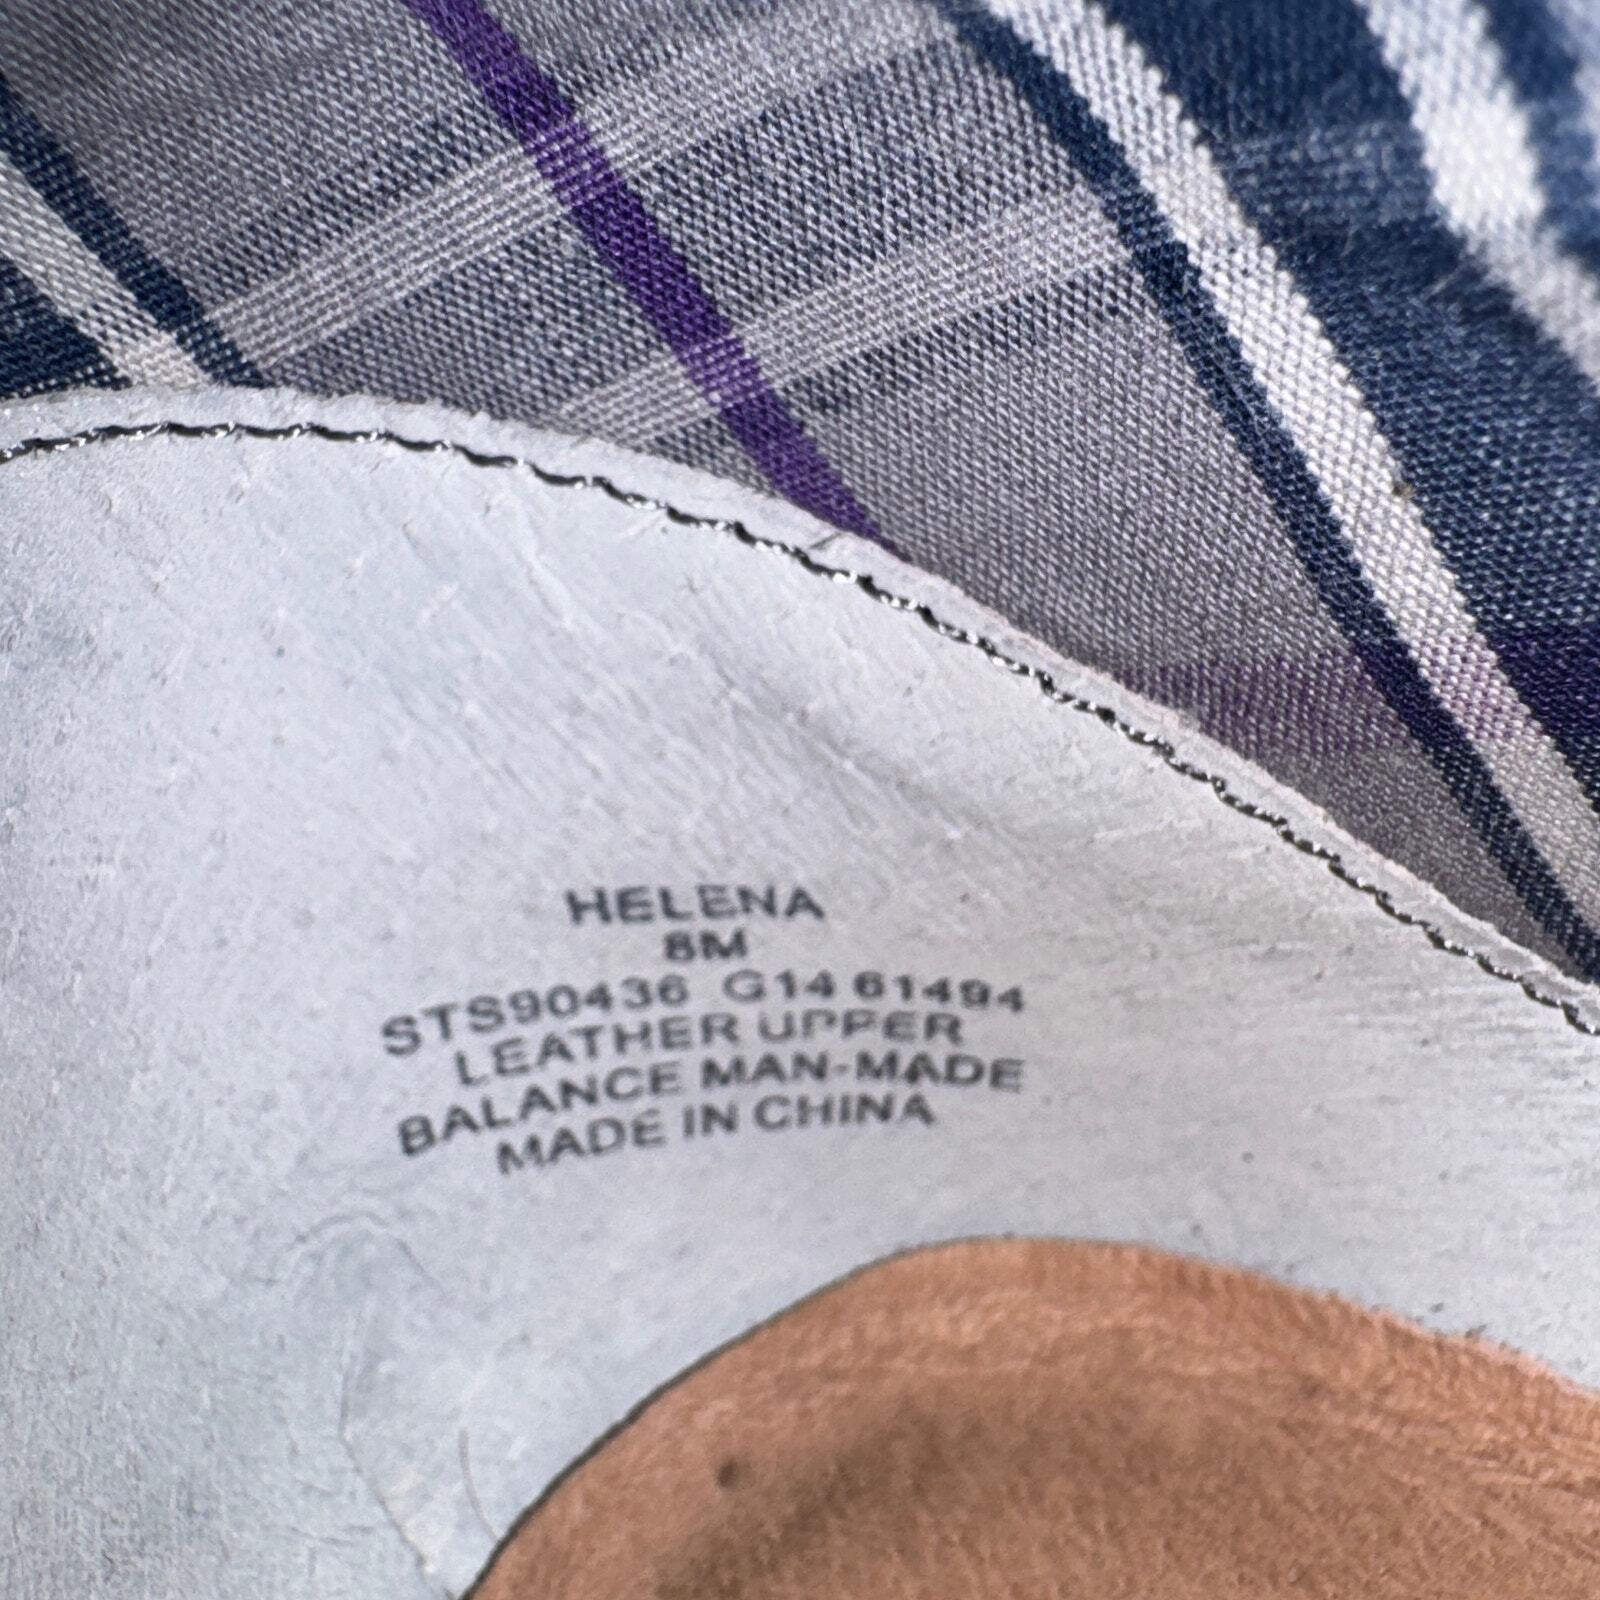 HELENA
8M
STS90436 G14 61494
LEATHER UPPER
BALANCE MAN-MADE
MADE IN CHINA